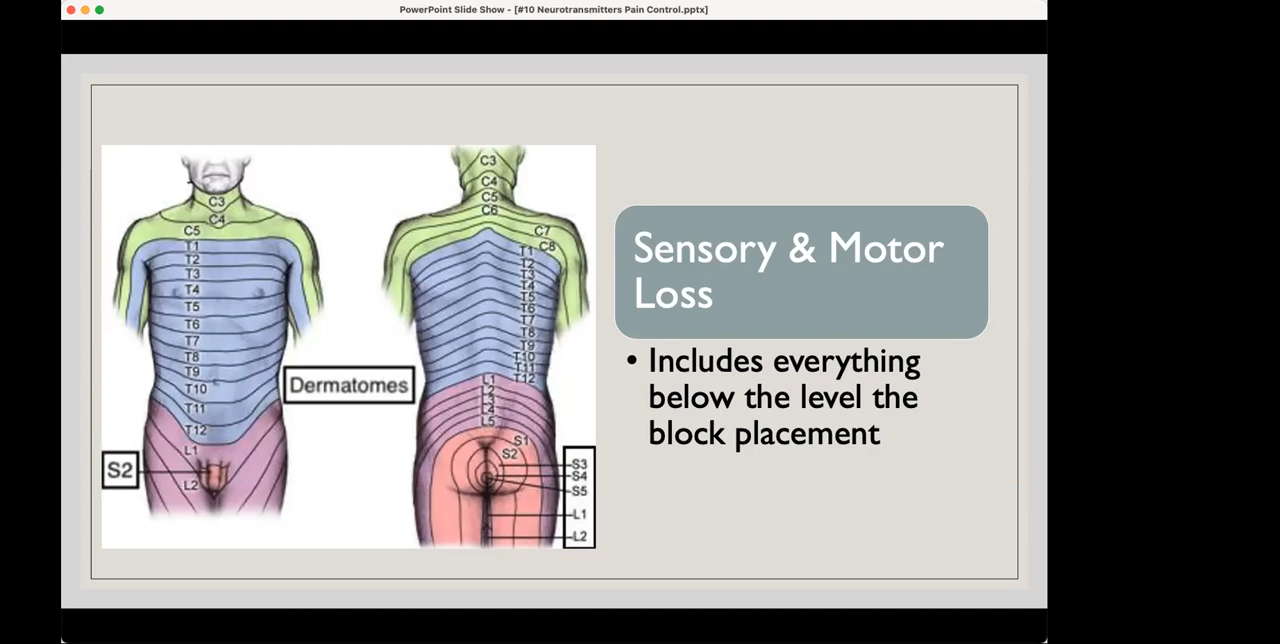 PowerPoint Slide Show - [#10 Neurotransmitters Pain Control.pptx]
C3
C4
C5
T1
T2
T3
T4
T5
T6
T7
T8
T9
T10
T11
T12
L1
L2
S2
Dermatomes
C3
C4
C5
C6
C7
C8
T1
T2
T3
T4
T5
T6
T7
T8
T9
T10
T11
T12
L1
L2
L3
L4
L5
S1
S2
S3
S4
S5
L1
L2
Sensory & Motor
Loss
• Includes everything
below the level the
block placement